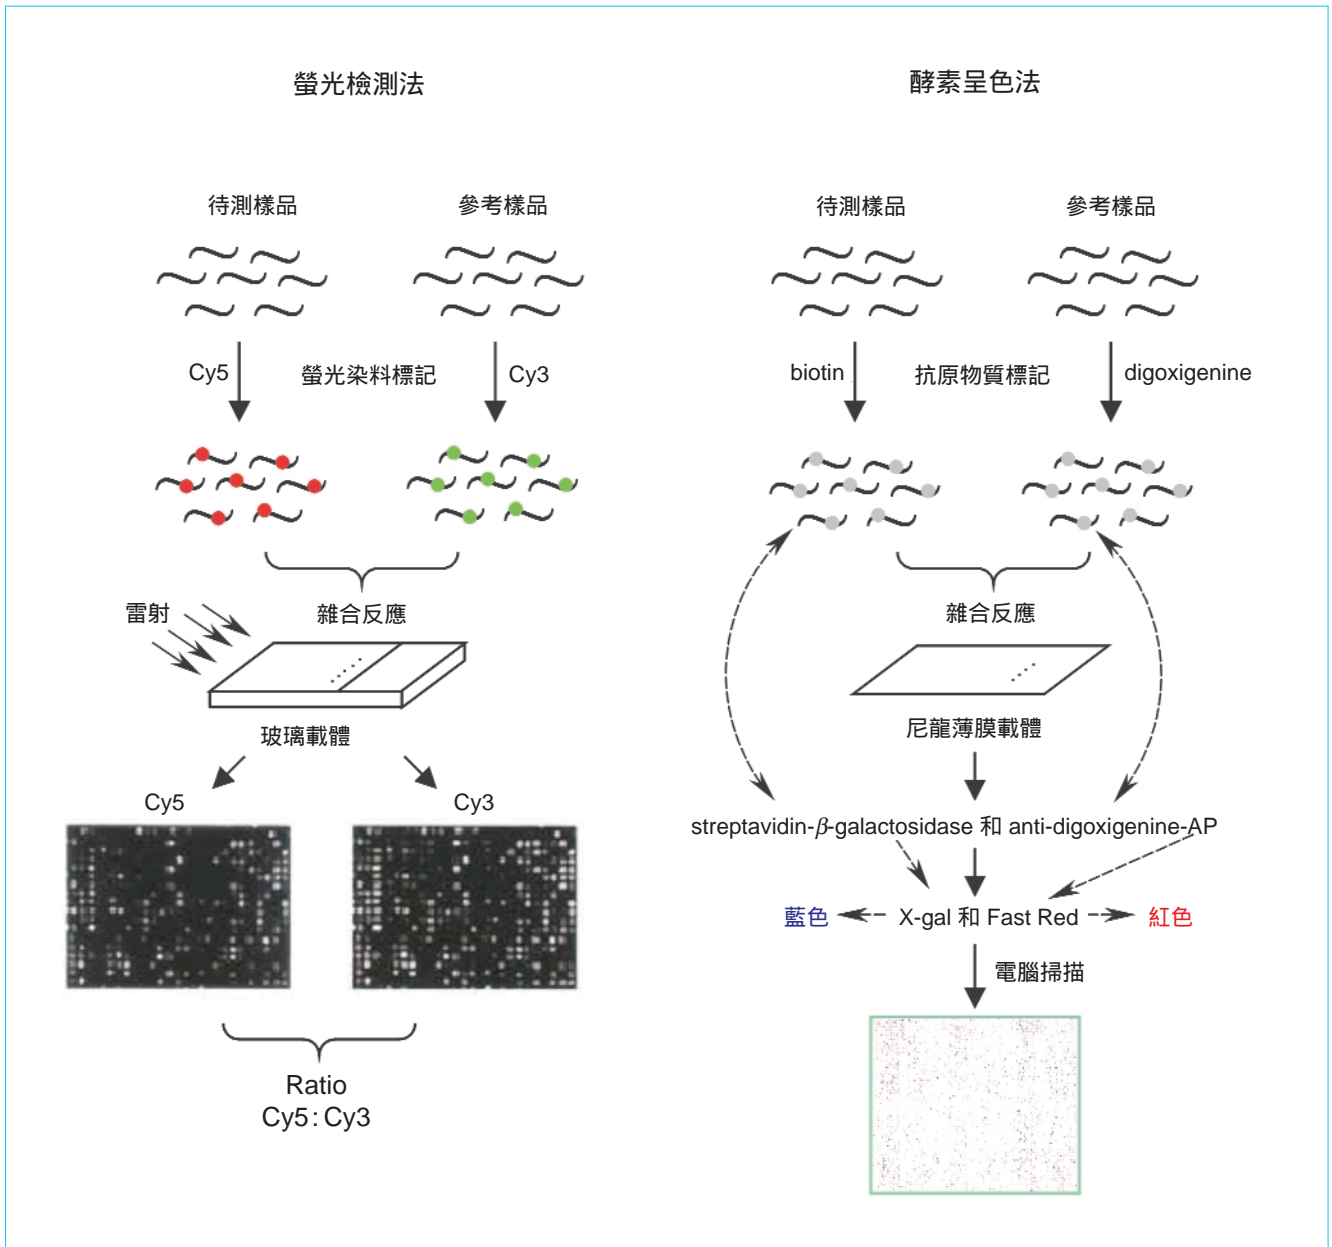 螢光檢測法
待測樣品
參考樣品
Cy5
螢光染料標記
Cy3
雷射
雜合反應
玻璃載體
Cy5
Cy3
Ratio
Cy5:Cy3
酵素呈色法
待測樣品
參考樣品
biotin
抗原物質標記
digoxigenine
雜合反應
尼龍薄膜載體
streptavidin-β-galactosidase 和 anti-digoxigenine-AP
藍色
X-gal 和 Fast Red
紅色
電腦掃描